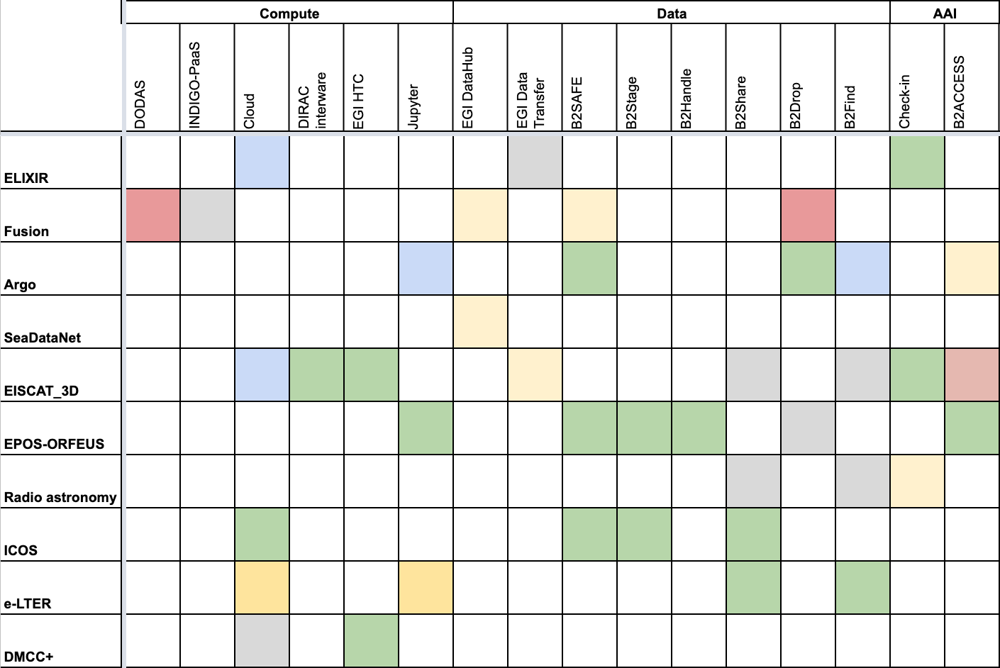 Compute
Data
AAI
DODAS
INDIGO-PaaS
Cloud
DIRAC
interware
EGI HTC
Jupyter
EGI DataHub
EGI Data
Transfer
B2SAFE
B2Stage
B2Handle
B2Share
B2Drop
B2Find
Check-in
B2ACCESS
ELIXIR
Fusion
Argo
SeaDataNet
EISCAT_3D
EPOS-ORFEUS
Radio astronomy
ICOS
e-LTER
DMCC+